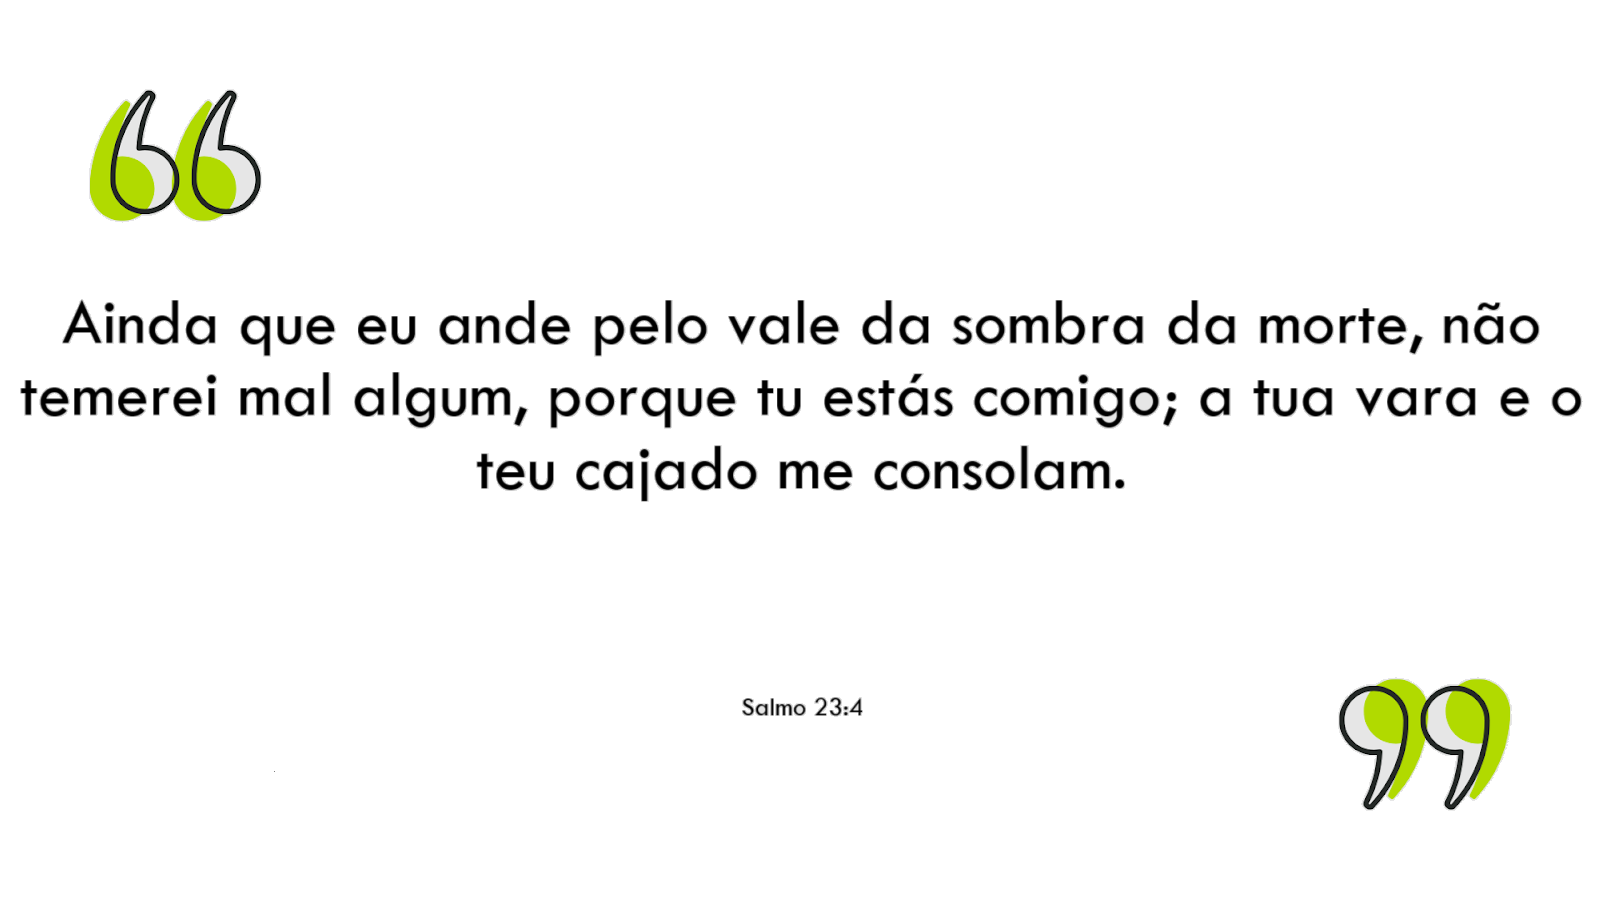 Ainda que eu ande pelo vale da sombra da morte, não
temerei mal algum, porque tu estás comigo; a tua vara e o
teu cajado me consolam.
Salmo 23:4